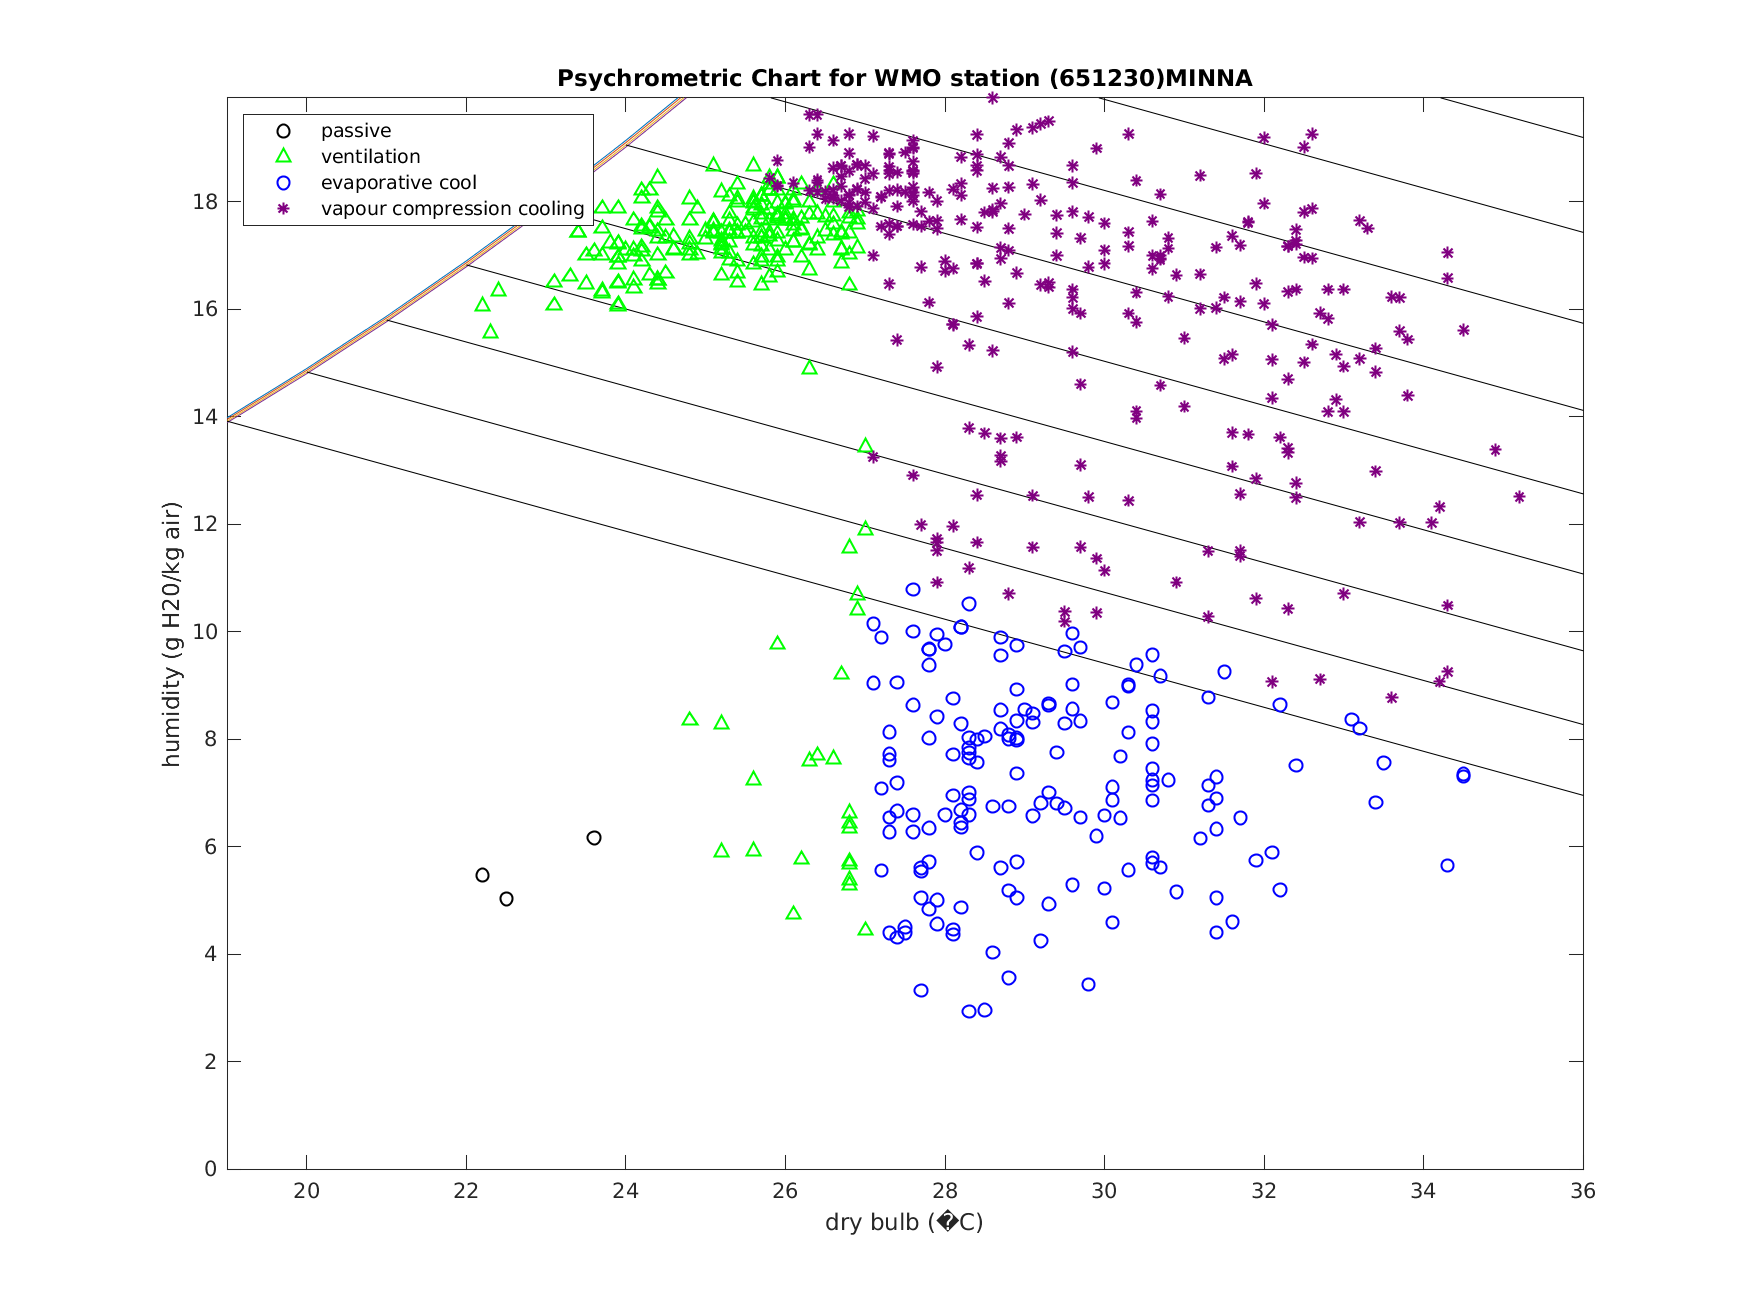 Psychrometric Chart for WMO station (651230)MINNA
passive
ventilation
evaporative cool
vapour compression cooling
18
16
14
12
10
8
6
4
2
0
humidity (g H20/kg air)
20 22 24 26 28 30 32 34 36
dry bulb (�C)